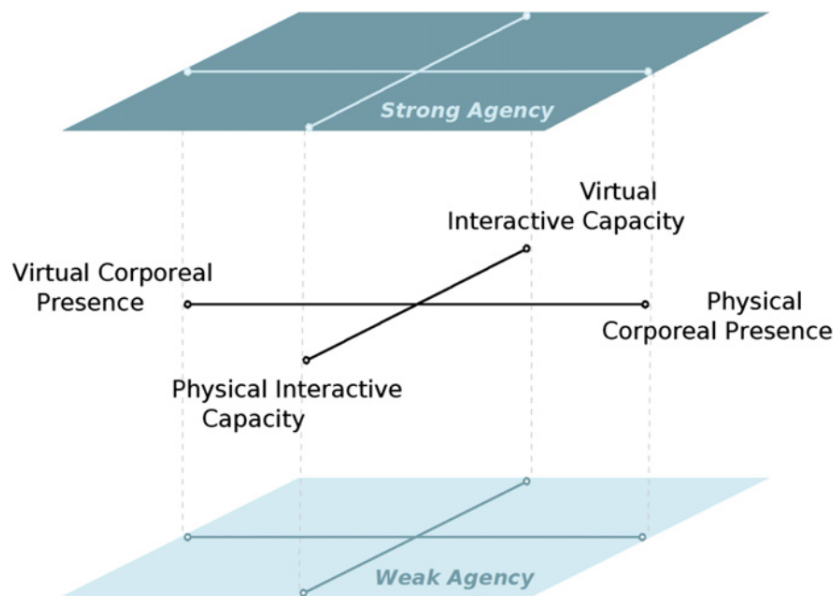 Strong Agency
Virtual
Interactive Capacity
Virtual Corporeal
Presence
Physical
Corporeal Presence
Physical Interactive
Capacity
Weak Agency